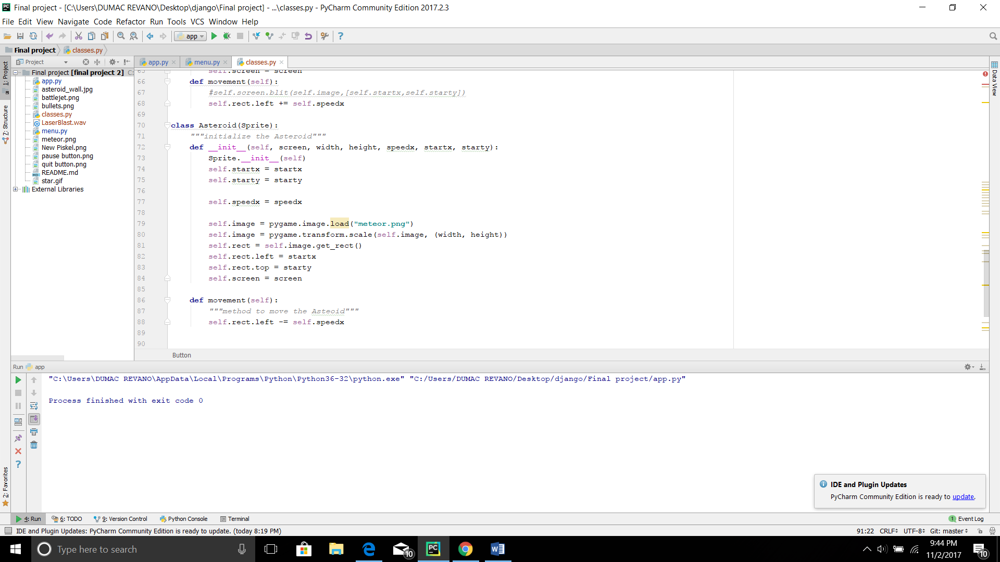 Final project - [C:\Users\DUMAC REVANO\Desktop\django\Final project] - ...\classes.py - PyCharm Community Edition 2017.2.3
File Edit View Navigate Code Refactor Run Tools VCS Window Help
app
Final project classes.py
1: Project
Z: Structure
2: Favorites
Data View
Project
Final project [final project 2] C:
app.py
asteroid_wall.jpg
battlejet.png
bullets.png
classes.py
LaserBlast.wav
menu.py
meteor.png
New Piskel.png
pause button.png
quit button.png
README.md
star.gif
External Libraries
app.py menu.py classes.py
65 self.screen = screen
66 def movement(self):
67 #self.screen.blit(self.image,[self.startx,self.starty])
68 self.rect.left += self.speedx
69
70 class Asteroid(Sprite):
71 """initialize the Asteroid"""
72 def __init__(self, screen, width, height, speedx, startx, starty):
73 Sprite.__init__(self)
74 self.startx = startx
75 self.starty = starty
76
77 self.speedx = speedx
78
79 self.image = pygame.image.load("meteor.png")
80 self.image = pygame.transform.scale(self.image, (width, height))
81 self.rect = self.image.get_rect()
82 self.rect.left = startx
83 self.rect.top = starty
84 self.screen = screen
85
86 def movement(self):
87 """method to move the Asteoid"""
88 self.rect.left -= self.speedx
89
90
Button
Run app
"C:\Users\DUMAC REVANO\AppData\Local\Programs\Python\Python36-32\python.exe" "C:/Users/DUMAC REVANO/Desktop/django/Final project/app.py"
Process finished with exit code 0
IDE and Plugin Updates
PyCharm Community Edition is ready to update.
4: Run 6: TODO 9: Version Control Python Console Terminal 1 Event Log
IDE and Plugin Updates: PyCharm Community Edition is ready to update. (today 8:19 PM) 91:22 CRLF UTF-8 Git: master
Type here to search
10
PC
9:44 PM
11/2/2017
10